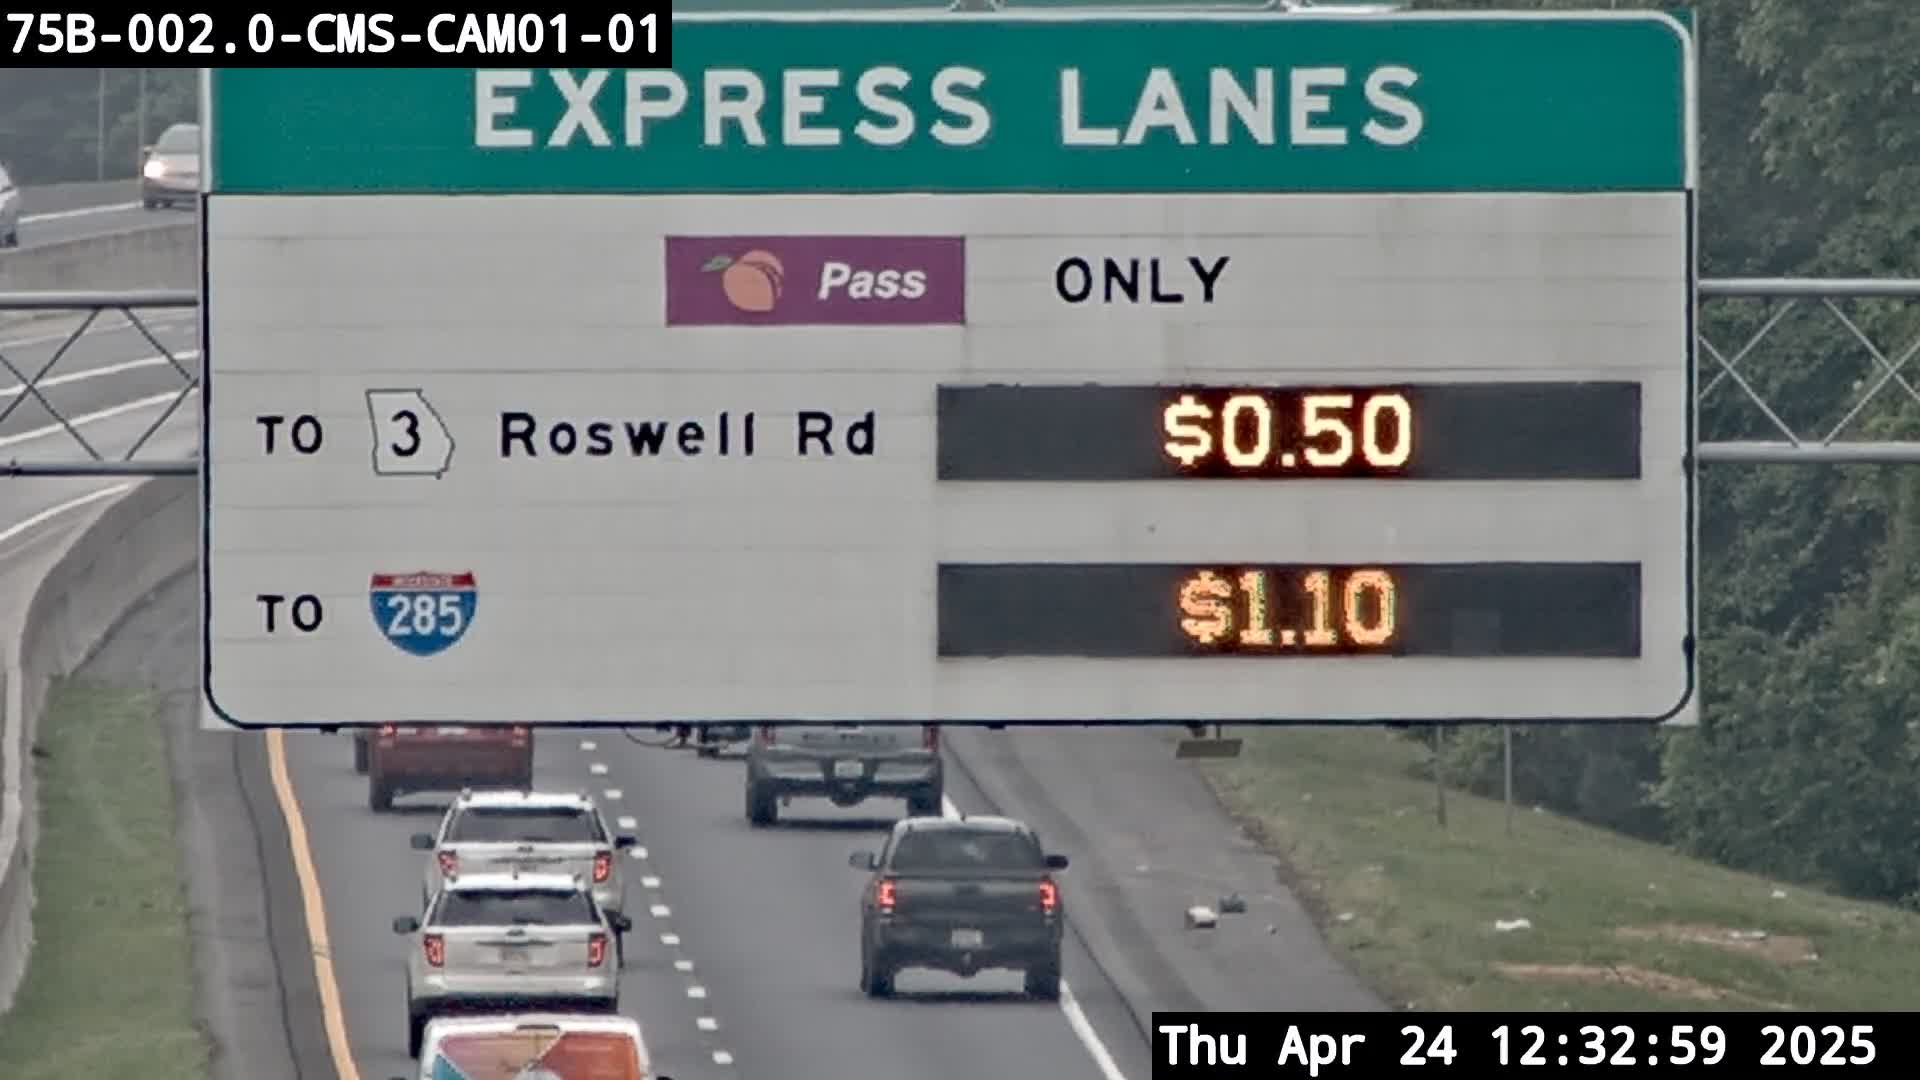 75B-002.0-CMS-CAM01-01
EXPRESS LANES
Pass ONLY
TO 3 Roswell Rd $0.50
TO 285 $1.10
Thu Apr 24 12:32:59 2025